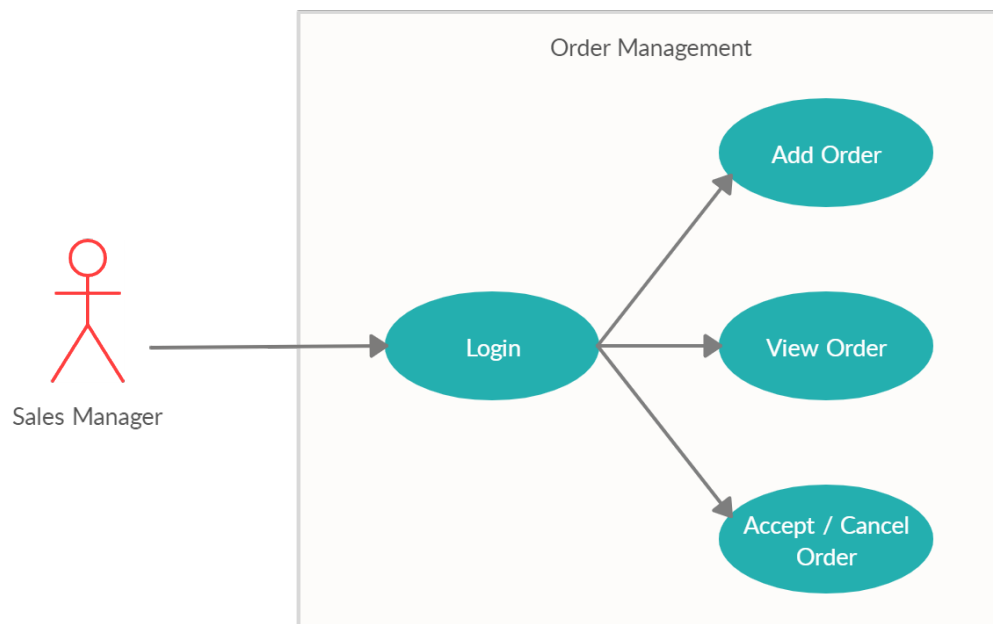 Order Management
Add Order
Login
View Order
Sales Manager
Accept / Cancel
Order